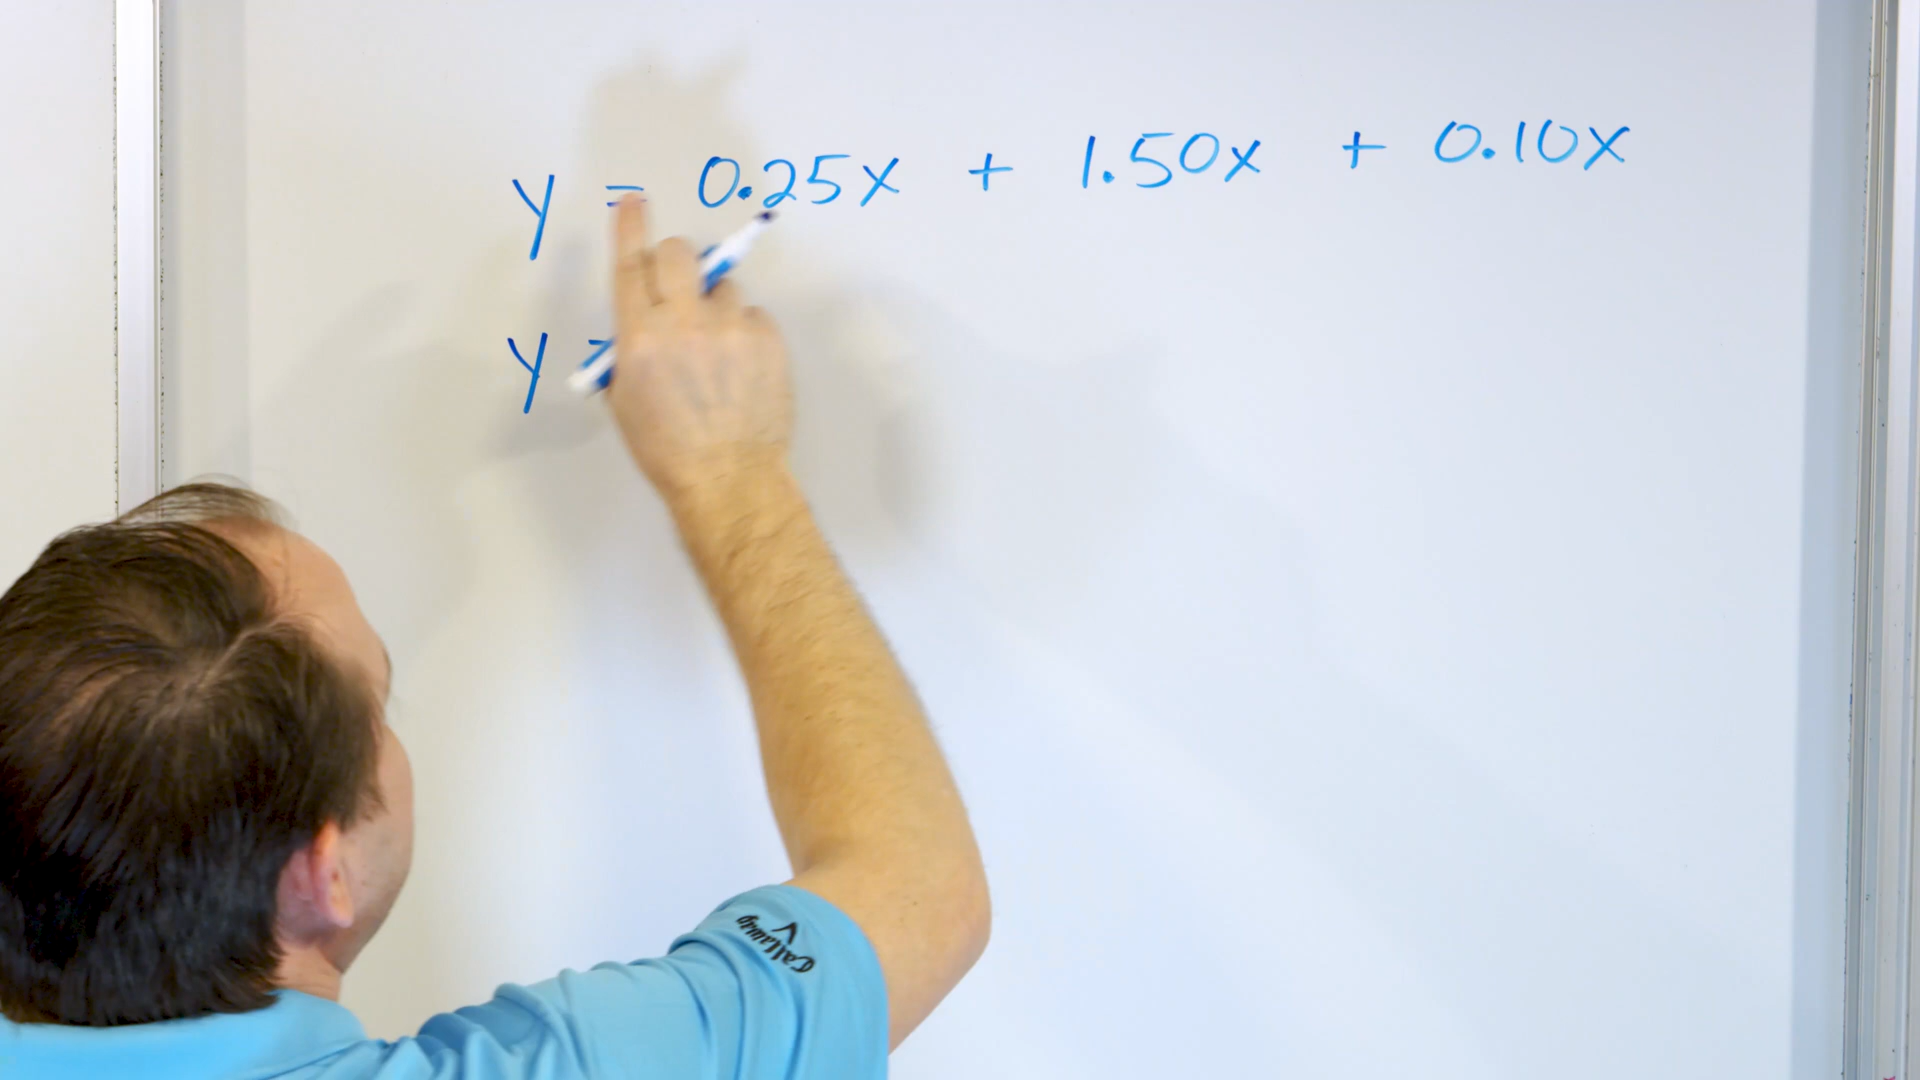 y = 0.25x + 1.50x + 0.10x
y =
Callaway